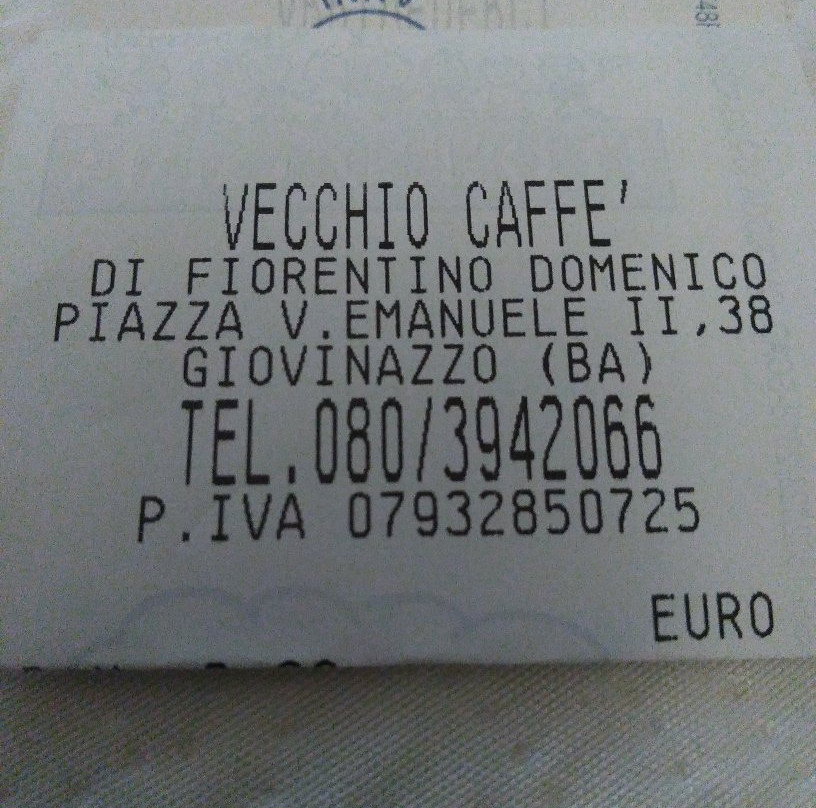 VECCHIO CAFFE'
DI FIORENTINO DOMENICO
PIAZZA V.EMANUELE II,38
GIOVINAZZO (BA)
TEL.080/3942066
P.IVA 07932850725
EURO